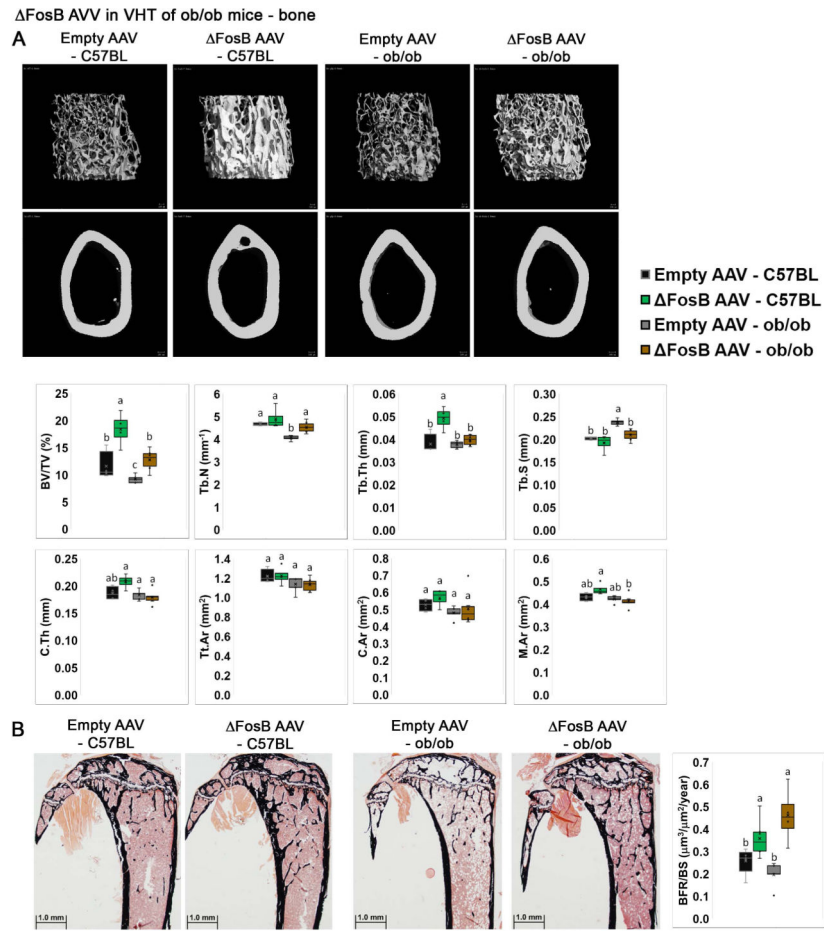 ΔFosB AVV in VHT of ob/ob mice - bone
A
Empty AAV
- C57BL
ΔFosB AAV
- C57BL
Empty AAV
- ob/ob
ΔFosB AAV
- ob/ob
Empty AAV - C57BL
ΔFosB AAV - C57BL
Empty AAV - ob/ob
ΔFosB AAV - ob/ob
BV/TV (%)
25
20
15
10
5
0
b
a
c
b
Tb.N (mm⁻¹)
6
5
4
3
2
1
0
a
a
b
a
Tb.Th (mm)
0.06
0.05
0.04
0.03
0.02
0.01
0.00
b
a
b
b
Tb.S (mm)
0.30
0.25
0.20
0.15
0.10
0.05
0.00
b
b
a
b
C.Th (mm)
0.25
0.20
0.15
0.10
0.05
0.00
ab
a
a
a
Tt.Ar (mm²)
1.4
1.2
1.0
0.8
0.6
0.4
0.2
0.0
a
a
a
a
C.Ar (mm²)
0.8
0.7
0.6
0.5
0.4
0.3
0.2
0.1
0.0
a
a
a
a
M.Ar (mm²)
0.6
0.5
0.4
0.3
0.2
0.1
0.0
ab
a
ab
b
B
Empty AAV
- C57BL
ΔFosB AAV
- C57BL
Empty AAV
- ob/ob
ΔFosB AAV
- ob/ob
1.0 mm
1.0 mm
1.0 mm
1.0 mm
BFR/BS (μm³/μm²/year)
0.7
0.6
0.5
0.4
0.3
0.2
0.1
0.0
b
a
b
a